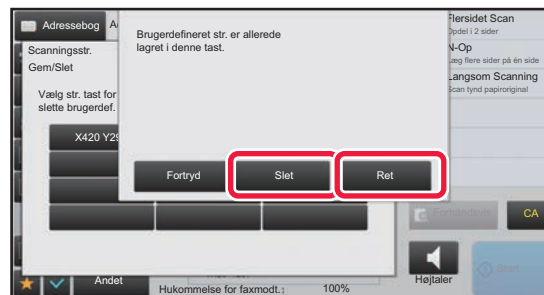 Adressebog
Flersidet Scan
Opdel i 2 sider
N-Op
Læg flere sider på én side
Langsom Scanning
Scan tynd papiroriginal
Scanningsstr.
Gem/Slet
Vælg str. tast for
slette brugerdef.
X420 Y29
Brugerdefineret str. er allerede
lagret i denne tast.
Fortryd
Slet
Ret
Forhåndsvis
CA
Højtaler
Start
Andet
Hukommelse for faxmodt.:
100%